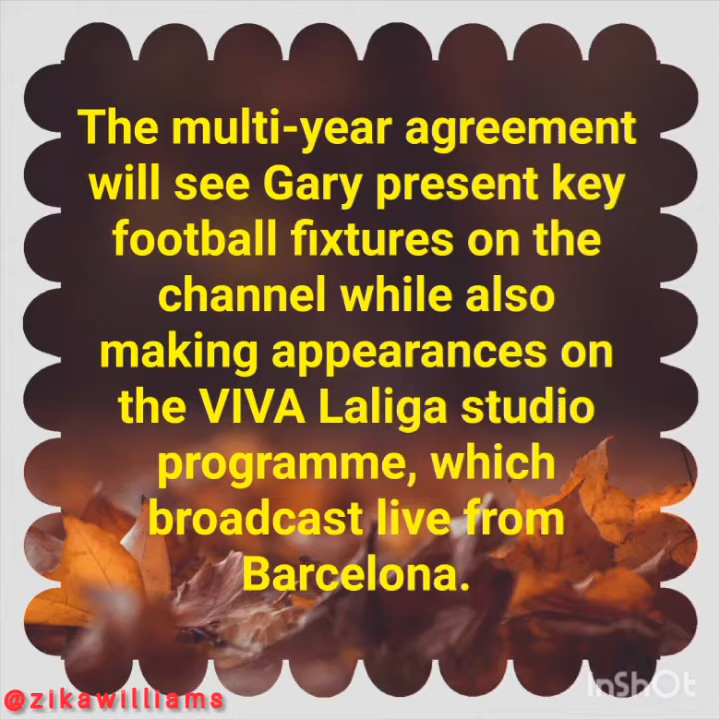 The multi-year agreement
will see Gary present key
football fixtures on the
channel while also
making appearances on
the VIVA Laliga studio
programme, which
broadcast live from
Barcelona.
InShOt
@zikawilliams